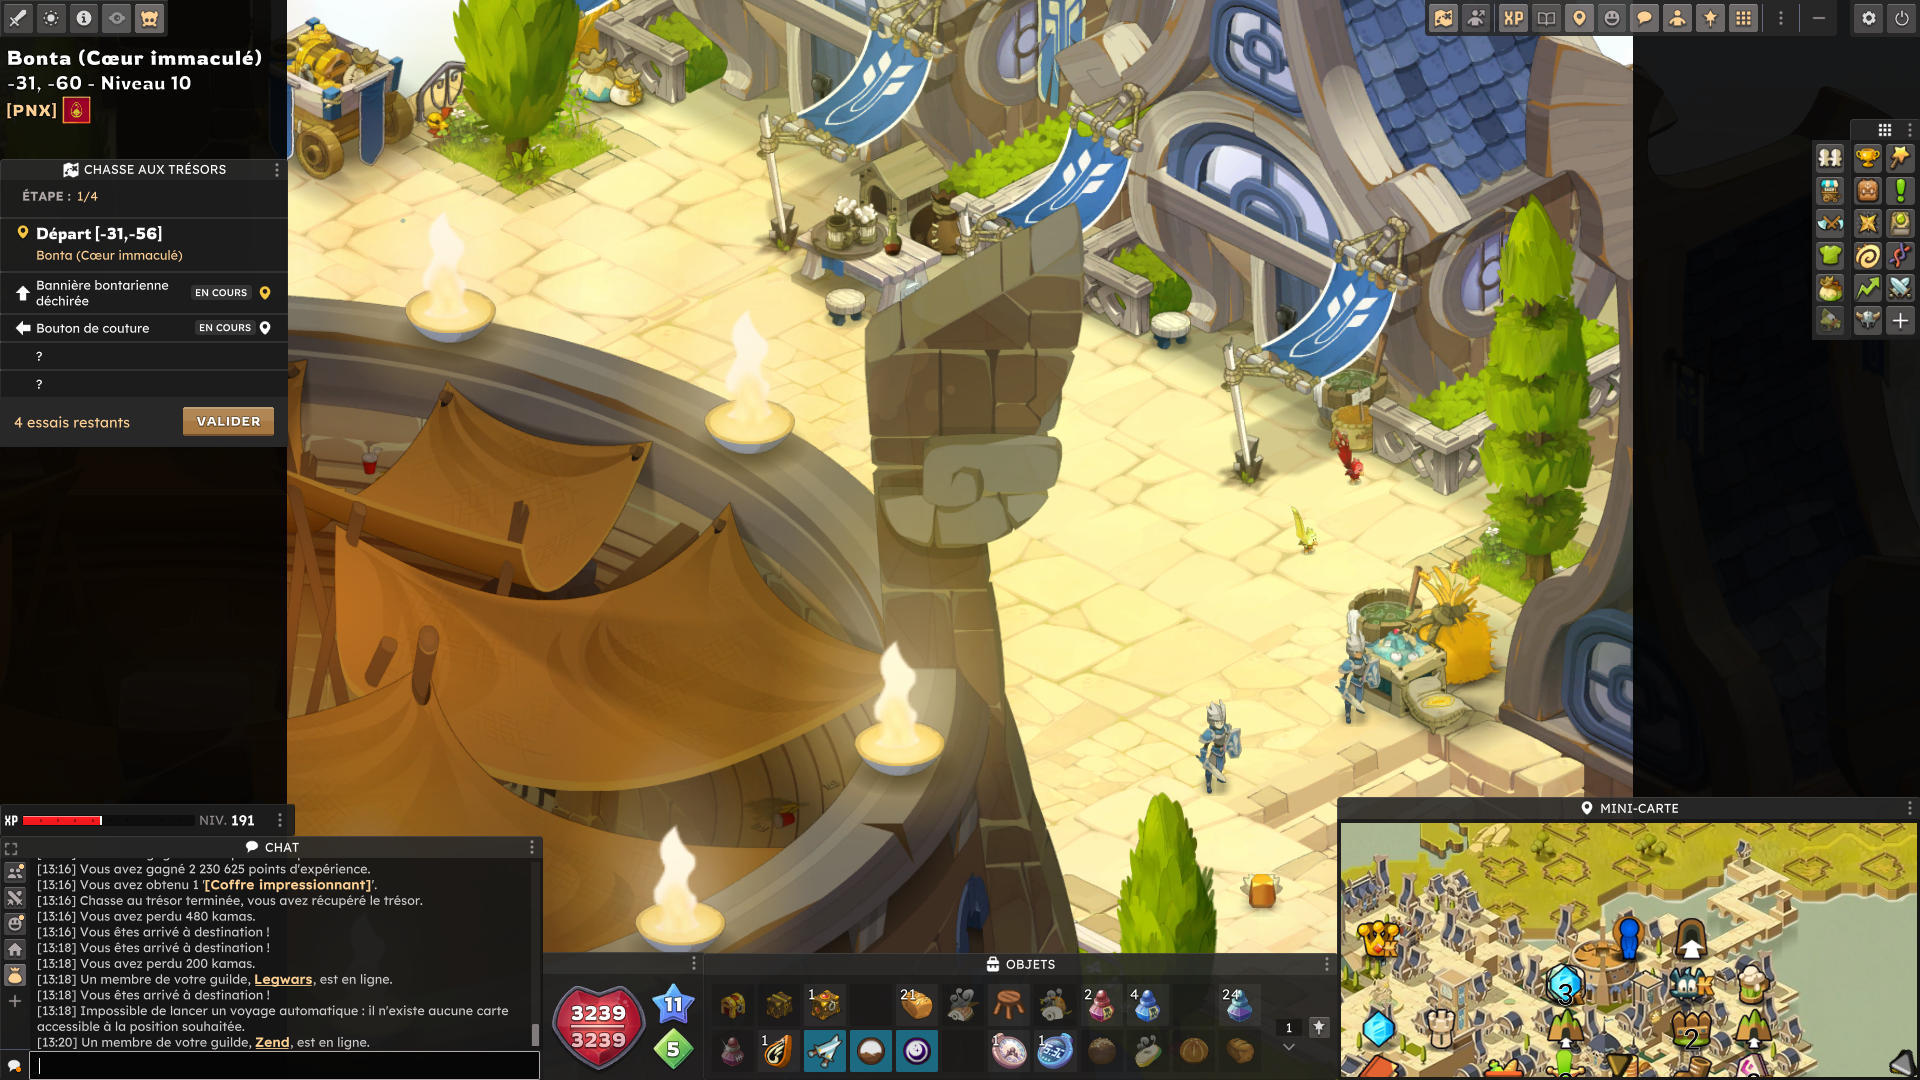 Bonta (Cœur immaculé)
-31, -60 - Niveau 10
[PNX]
CHASSE AUX TRÉSORS
ÉTAPE : 1/4
Départ [-31,-56]
Bonta (Cœur immaculé)
Bannière bontarienne
déchirée
EN COURS
Bouton de couture
EN COURS
?
?
4 essais restants
VALIDER
XP
XP
NIV. 191
CHAT
[13:16] Vous avez gagné 2 230 625 points d'expérience.
[13:16] Vous avez obtenu 1 '[Coffre impressionnant]'.
[13:16] Chasse au trésor terminée, vous avez récupéré le trésor.
[13:16] Vous avez perdu 480 kamas.
[13:16] Vous êtes arrivé à destination !
[13:18] Vous êtes arrivé à destination !
[13:18] Vous avez perdu 200 kamas.
[13:18] Un membre de votre guilde, Legwars, est en ligne.
[13:18] Vous êtes arrivé à destination !
[13:18] Impossible de lancer un voyage automatique : il n'existe aucune carte
accessible à la position souhaitée.
[13:20] Un membre de votre guilde, Zend, est en ligne.
3239
3239
11
5
OBJETS
1
21
2
4
24
1
1
1
MINI-CARTE
3
2